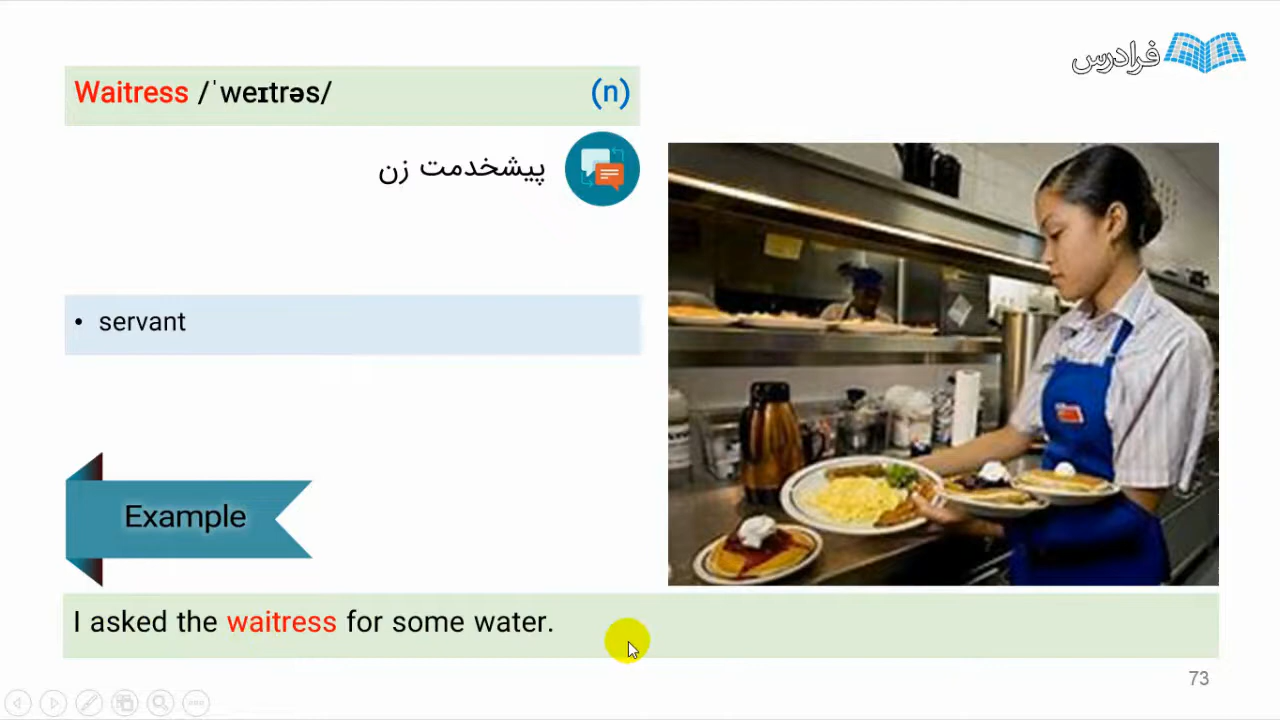 فرادرس
Waitress /ˈweɪtrəs/ (n)
پیشخدمت زن
• servant
Example
I asked the waitress for some water.
73